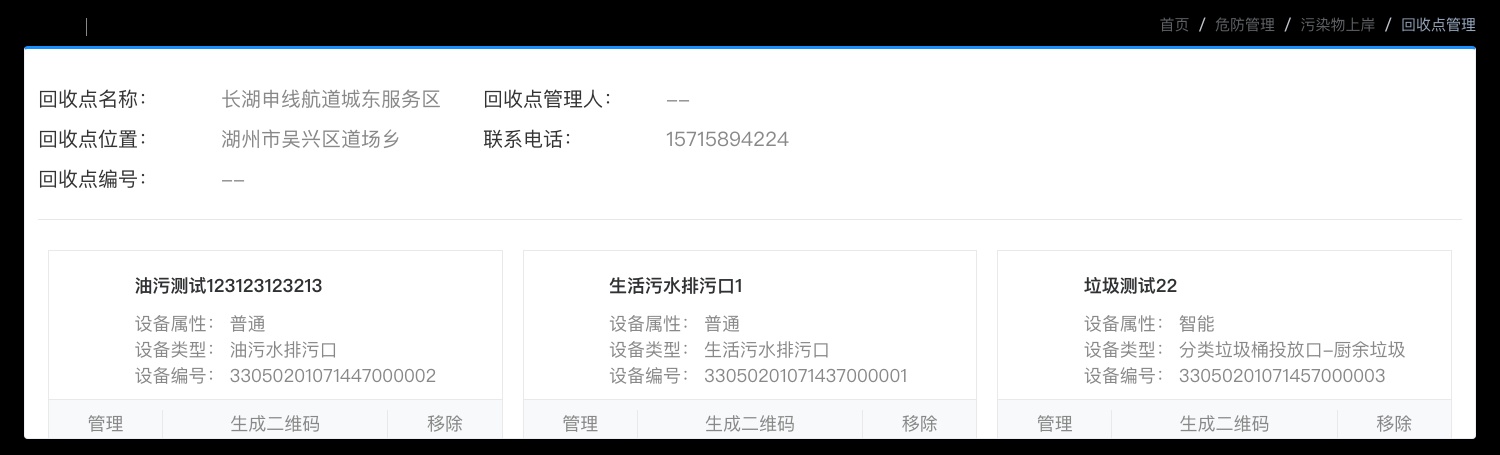 首页 / 危防管理 / 污染物上岸 / 回收点管理
回收点名称： 长湖申线航道城东服务区 回收点管理人： --
回收点位置： 湖州市吴兴区道场乡 联系电话： 15715894224
回收点编号： --
油污测试123123123213
设备属性： 普通
设备类型： 油污水排污口
设备编号： 33050201071447000002
管理 生成二维码 移除
生活污水排污口1
设备属性： 普通
设备类型： 生活污水排污口
设备编号： 33050201071437000001
管理 生成二维码 移除
垃圾测试22
设备属性： 智能
设备类型： 分类垃圾桶投放口-厨余垃圾
设备编号： 33050201071457000003
管理 生成二维码 移除